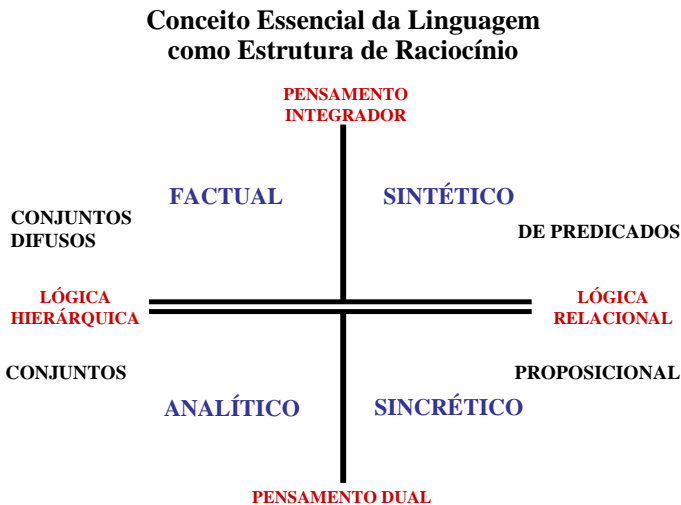 Conceito Essencial da Linguagem
como Estrutura de Raciocínio
PENSAMENTO
INTEGRADOR
FACTUAL
SINTÉTICO
CONJUNTOS
DIFUSOS
DE PREDICADOS
LÓGICA
HIERÁRQUICA
LÓGICA
RELACIONAL
CONJUNTOS
PROPOSICIONAL
ANALÍTICO
SINCRÉTICO
PENSAMENTO DUAL